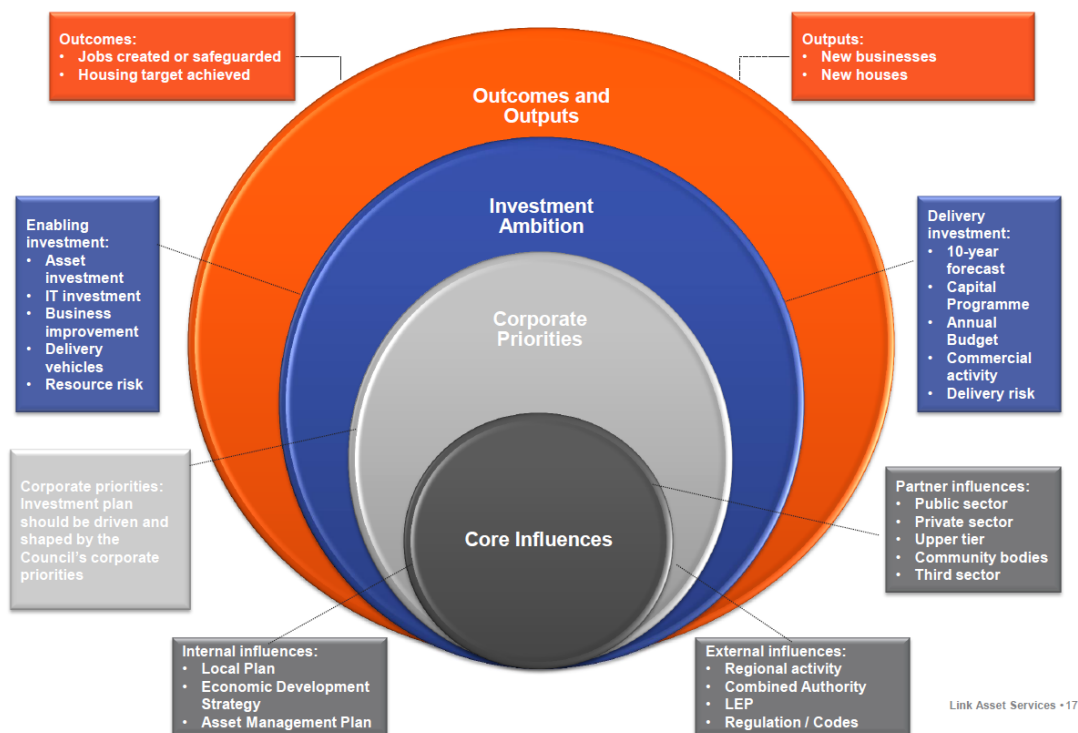 Outcomes:
• Jobs created or safeguarded
• Housing target achieved
Outputs:
• New businesses
• New houses
Outcomes and
Outputs
Investment
Ambition
Enabling
investment:
• Asset
investment
• IT investment
• Business
improvement
• Delivery
vehicles
• Resource risk
Delivery
investment:
• 10-year
forecast
• Capital
Programme
• Annual
Budget
• Commercial
activity
• Delivery risk
Corporate
Priorities
Corporate priorities:
Investment plan
should be driven and
shaped by the
Council's corporate
priorities
Partner influences:
• Public sector
• Private sector
• Upper tier
• Community bodies
• Third sector
Core Influences
Internal influences:
• Local Plan
• Economic Development
Strategy
• Asset Management Plan
External influences:
• Regional activity
• Combined Authority
• LEP
• Regulation / Codes
Link Asset Services • 17